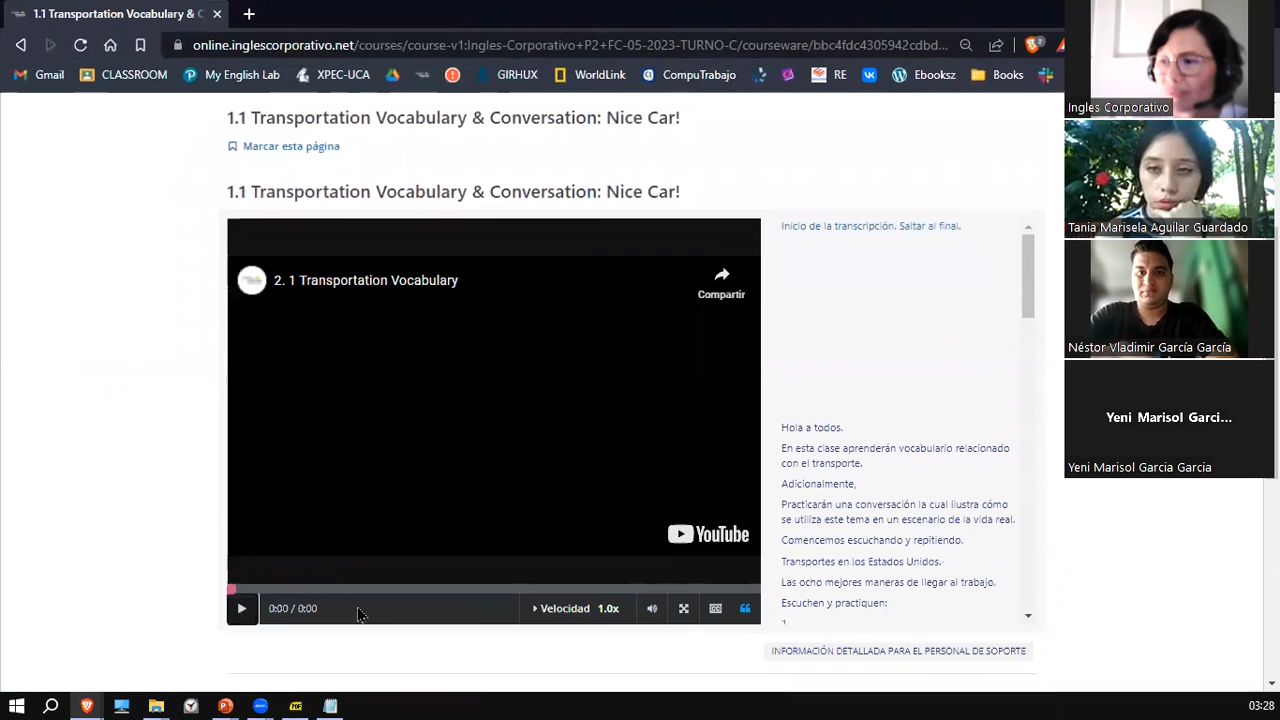 1.1 Transportation Vocabulary & C
online.inglescorporativo.net/courses/course-v1:Ingles-Corporativo+P2+FC-05-2023-TURNO-C/courseware/bbc4fdc4305942cdbd...
2
Gmail CLASSROOM My English Lab XPEC-UCA GIRHUX WorldLink CompuTrabajo RE Ebooksz Books
1.1 Transportation Vocabulary & Conversation: Nice Car!
Marcar esta página
1.1 Transportation Vocabulary & Conversation: Nice Car!
2. 1 Transportation Vocabulary
Compartir
YouTube
0:00 / 0:00
Velocidad 1.0x
Inicio de la transcripción. Saltar al final.
Hola a todos.
En esta clase aprenderán vocabulario relacionado
con el transporte.
Adicionalmente,
Practicarán una conversación la cual ilustra cómo
se utiliza este tema en un escenario de la vida real.
Comencemos escuchando y repitiendo.
Transportes en los Estados Unidos.
Las ocho mejores maneras de llegar al trabajo.
Escuchen y practiquen:
1
INFORMACIÓN DETALLADA PARA EL PERSONAL DE SOPORTE
Ingles Corporativo
Tania Marisela Aguilar Guardado
Néstor Vladimir García García
Yeni Marisol Garci...
Yeni Marisol Garcia Garcia
03:28